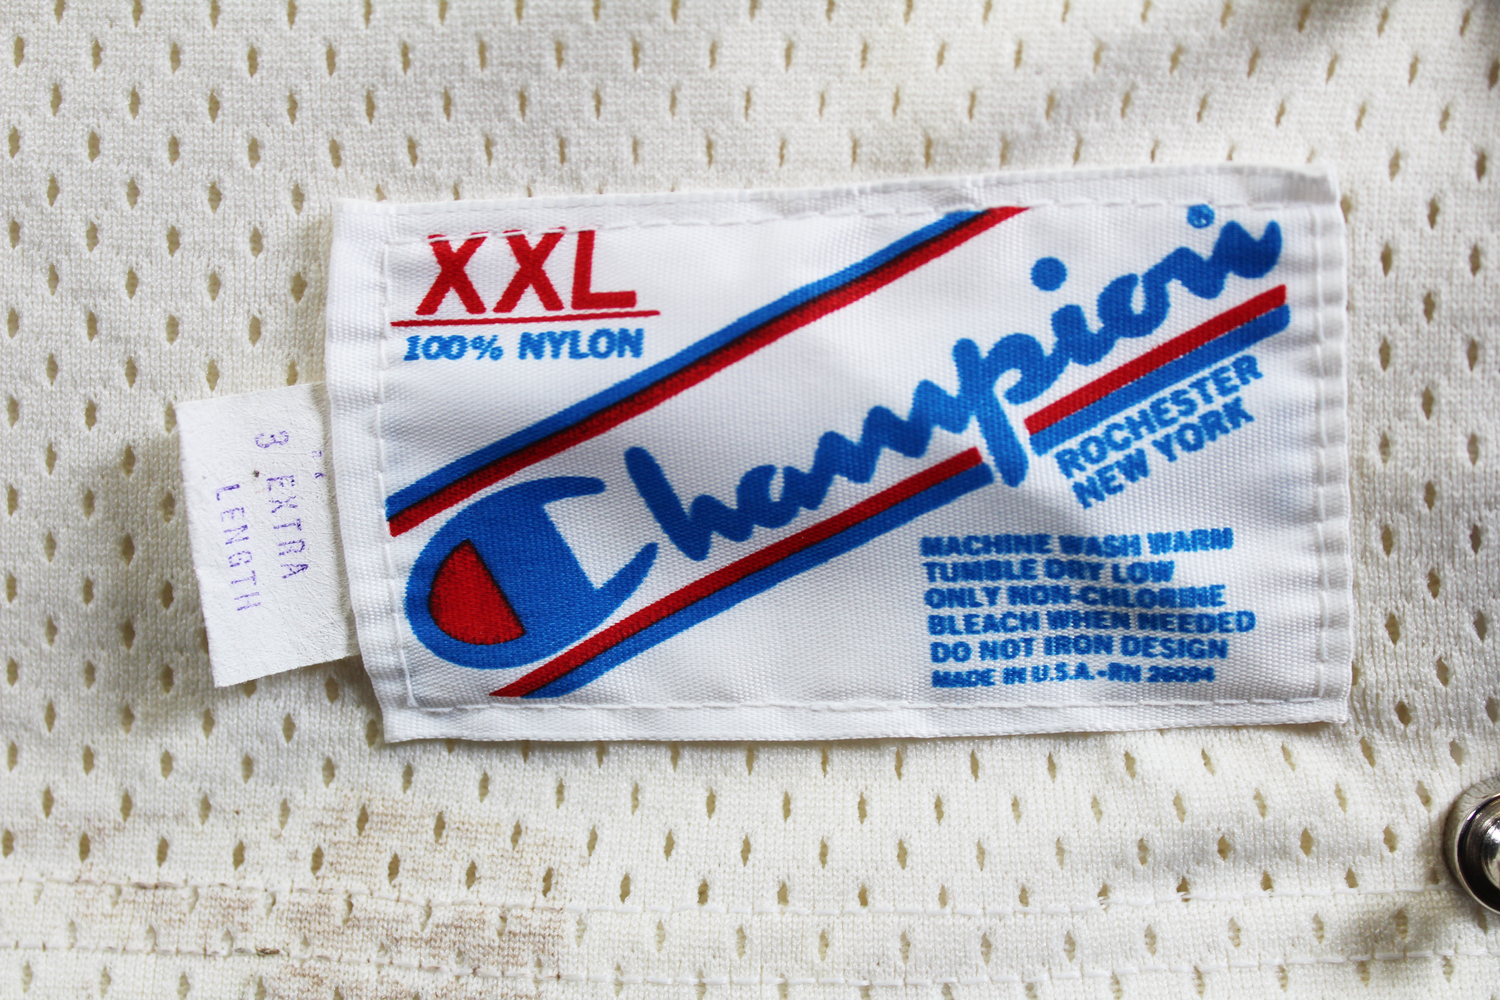 XXL
100% NYLON
Champion®
ROCHESTER
NEW YORK
MACHINE WASH WARM
TUMBLE DRY LOW
ONLY NON-CHLORINE
BLEACH WHEN NEEDED
DO NOT IRON DESIGN
MADE IN U.S.A.-RN 26094
3" EXTRA
LENGTH